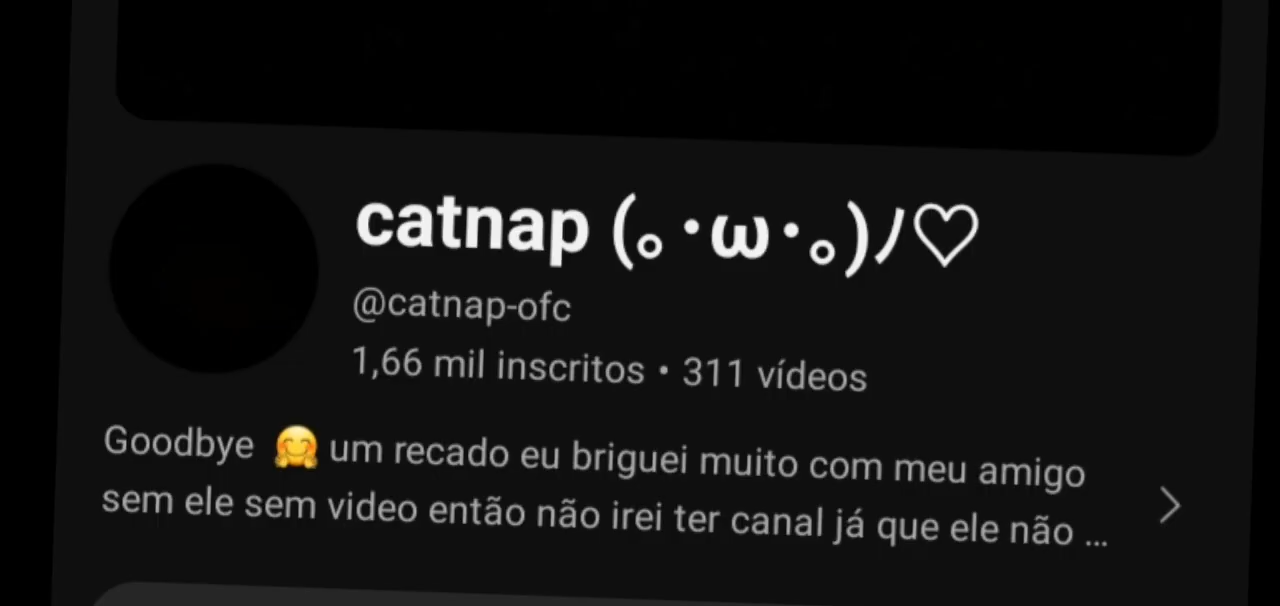 catnap (｡･ω･｡)ﾉ♡
@catnap-ofc
1,66 mil inscritos • 311 vídeos
Goodbye 🤗 um recado eu briguei muito com meu amigo
sem ele sem video então não irei ter canal já que ele não ...